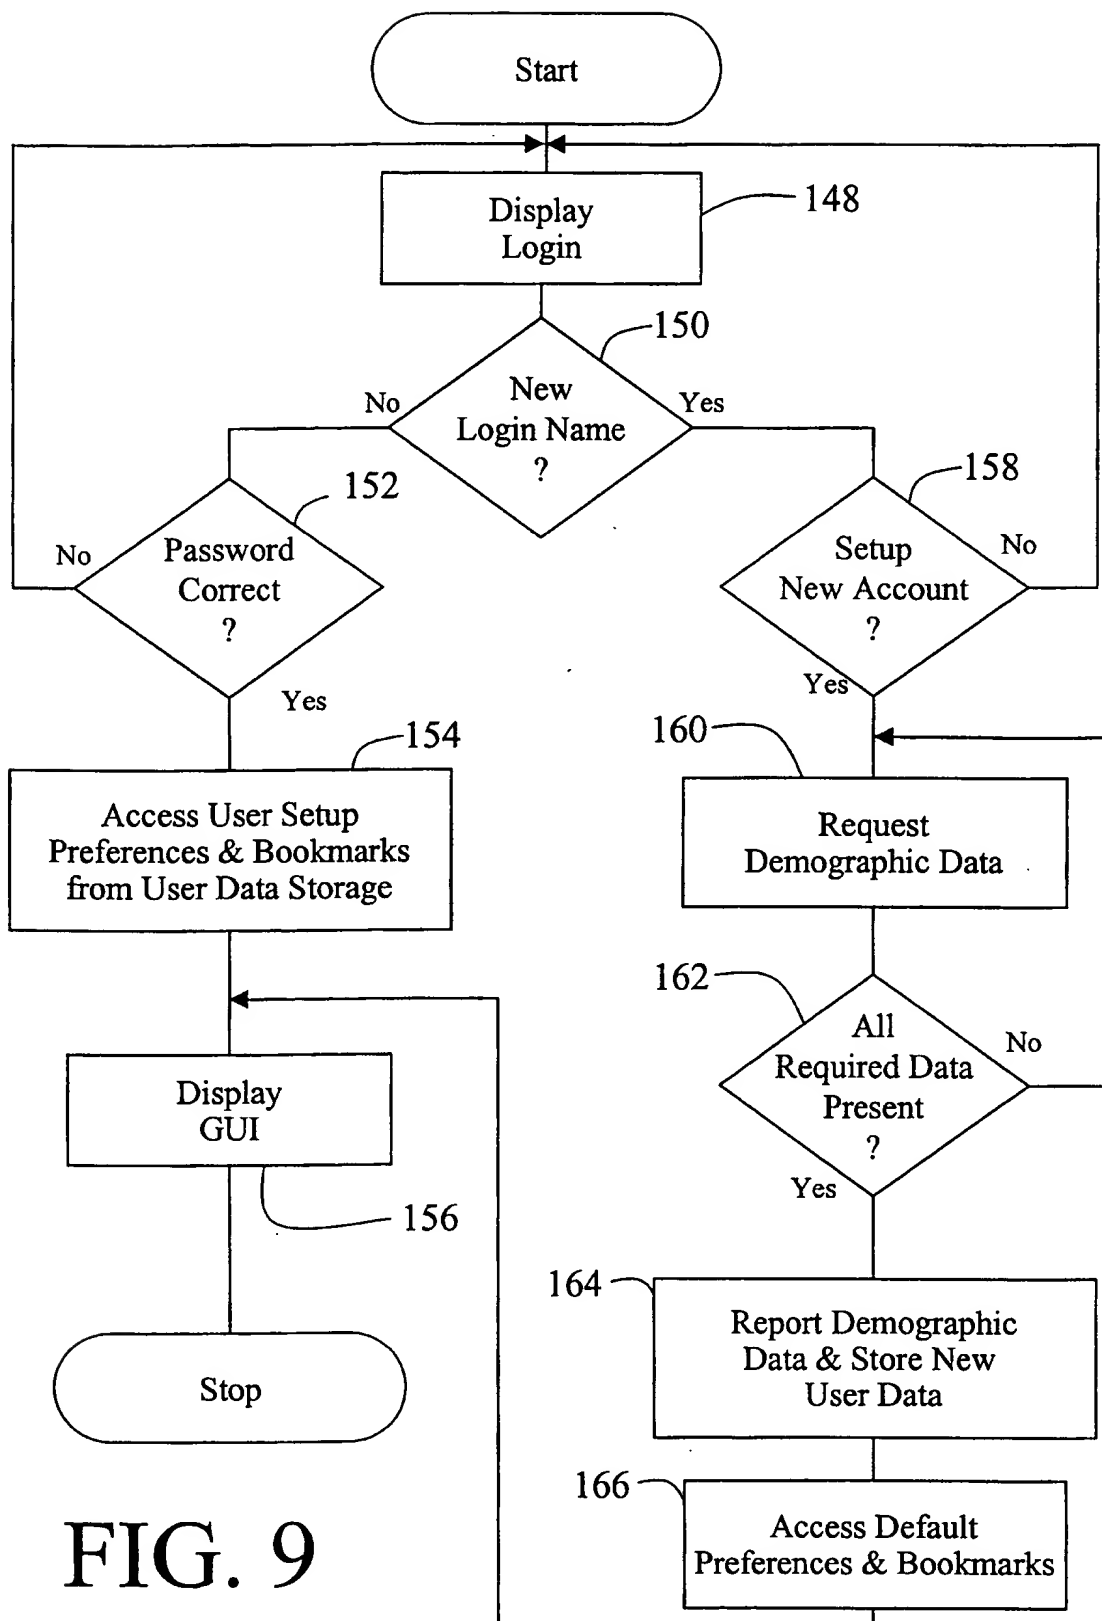 Start
Display
Login
148
150
New
Login Name
?
No
Yes
152
Password
Correct
?
No
Yes
158
Setup
New Account
?
No
Yes
154
Access User Setup
Preferences & Bookmarks
from User Data Storage
160
Request
Demographic Data
162
All
Required Data
Present
?
No
Yes
Display
GUI
156
164
Report Demographic
Data & Store New
User Data
Stop
166
Access Default
Preferences & Bookmarks
FIG. 9